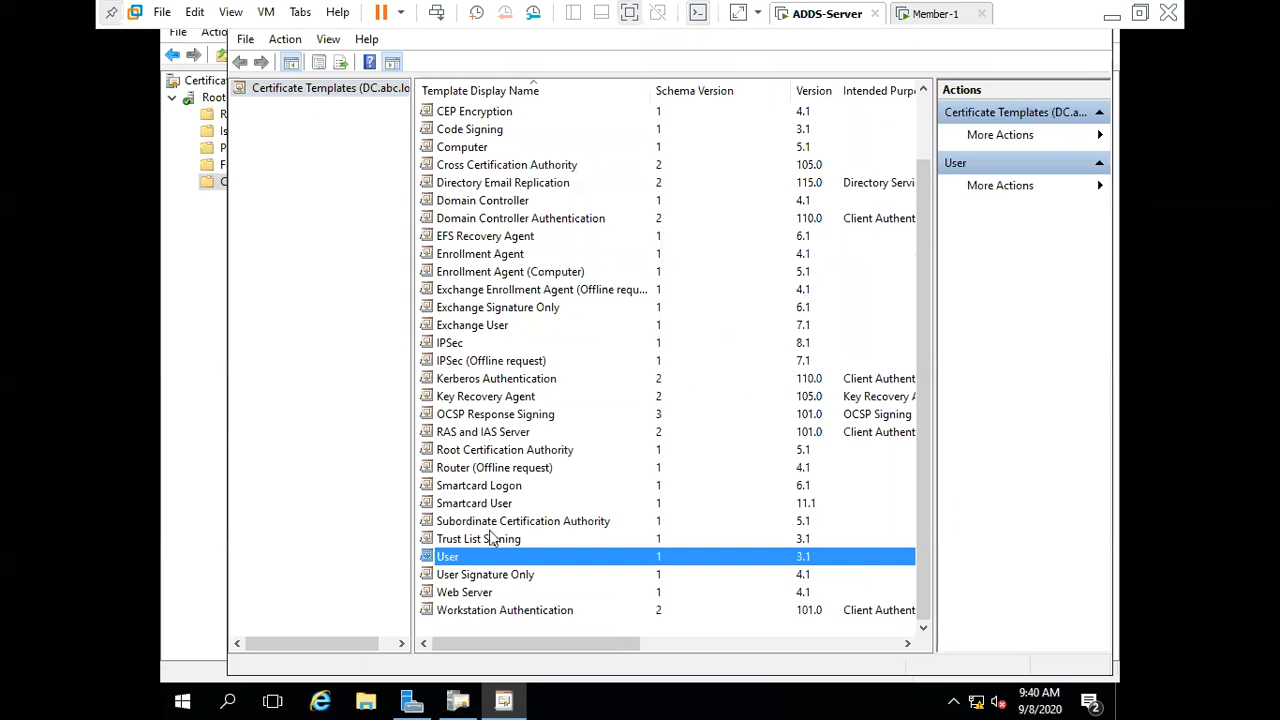 File Edit View VM Tabs Help ADDS-Server Member-1
File Actio
File Action View Help
Certificat
Root
R
Is
P
F
C
Certificate Templates (DC.abc.lo
Template Display Name Schema Version Version Intended Purpo
CEP Encryption 1 4.1
Code Signing 1 3.1
Computer 1 5.1
Cross Certification Authority 2 105.0
Directory Email Replication 2 115.0 Directory Servi
Domain Controller 1 4.1
Domain Controller Authentication 2 110.0 Client Authent
EFS Recovery Agent 1 6.1
Enrollment Agent 1 4.1
Enrollment Agent (Computer) 1 5.1
Exchange Enrollment Agent (Offline requ... 1 4.1
Exchange Signature Only 1 6.1
Exchange User 1 7.1
IPSec 1 8.1
IPSec (Offline request) 1 7.1
Kerberos Authentication 2 110.0 Client Authent
Key Recovery Agent 2 105.0 Key Recovery A
OCSP Response Signing 3 101.0 OCSP Signing
RAS and IAS Server 2 101.0 Client Authent
Root Certification Authority 1 5.1
Router (Offline request) 1 4.1
Smartcard Logon 1 6.1
Smartcard User 1 11.1
Subordinate Certification Authority 1 5.1
Trust List Signing 1 3.1
User 1 3.1
User Signature Only 1 4.1
Web Server 1 4.1
Workstation Authentication 2 101.0 Client Authent
Actions
Certificate Templates (DC.a...
More Actions
User
More Actions
9:40 AM
9/8/2020
2